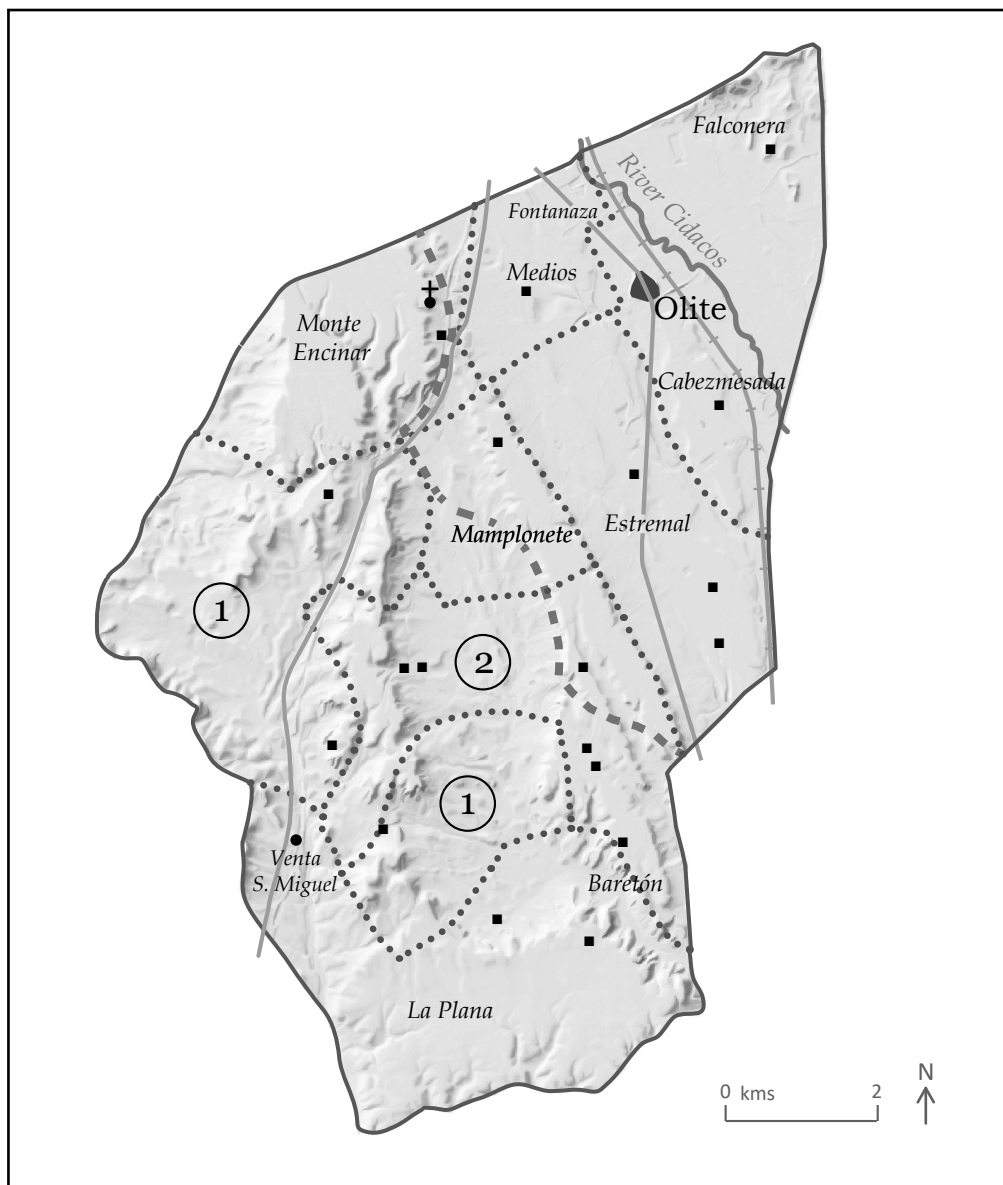 Falconera
River Cidacos
Fontanaza
Medios
Olite
Monte
Encinar
Cabezmesada
Mamplonete
Estremal
1
2
1
Venta
S. Miguel
Baretón
La Plana
0 kms 2
N